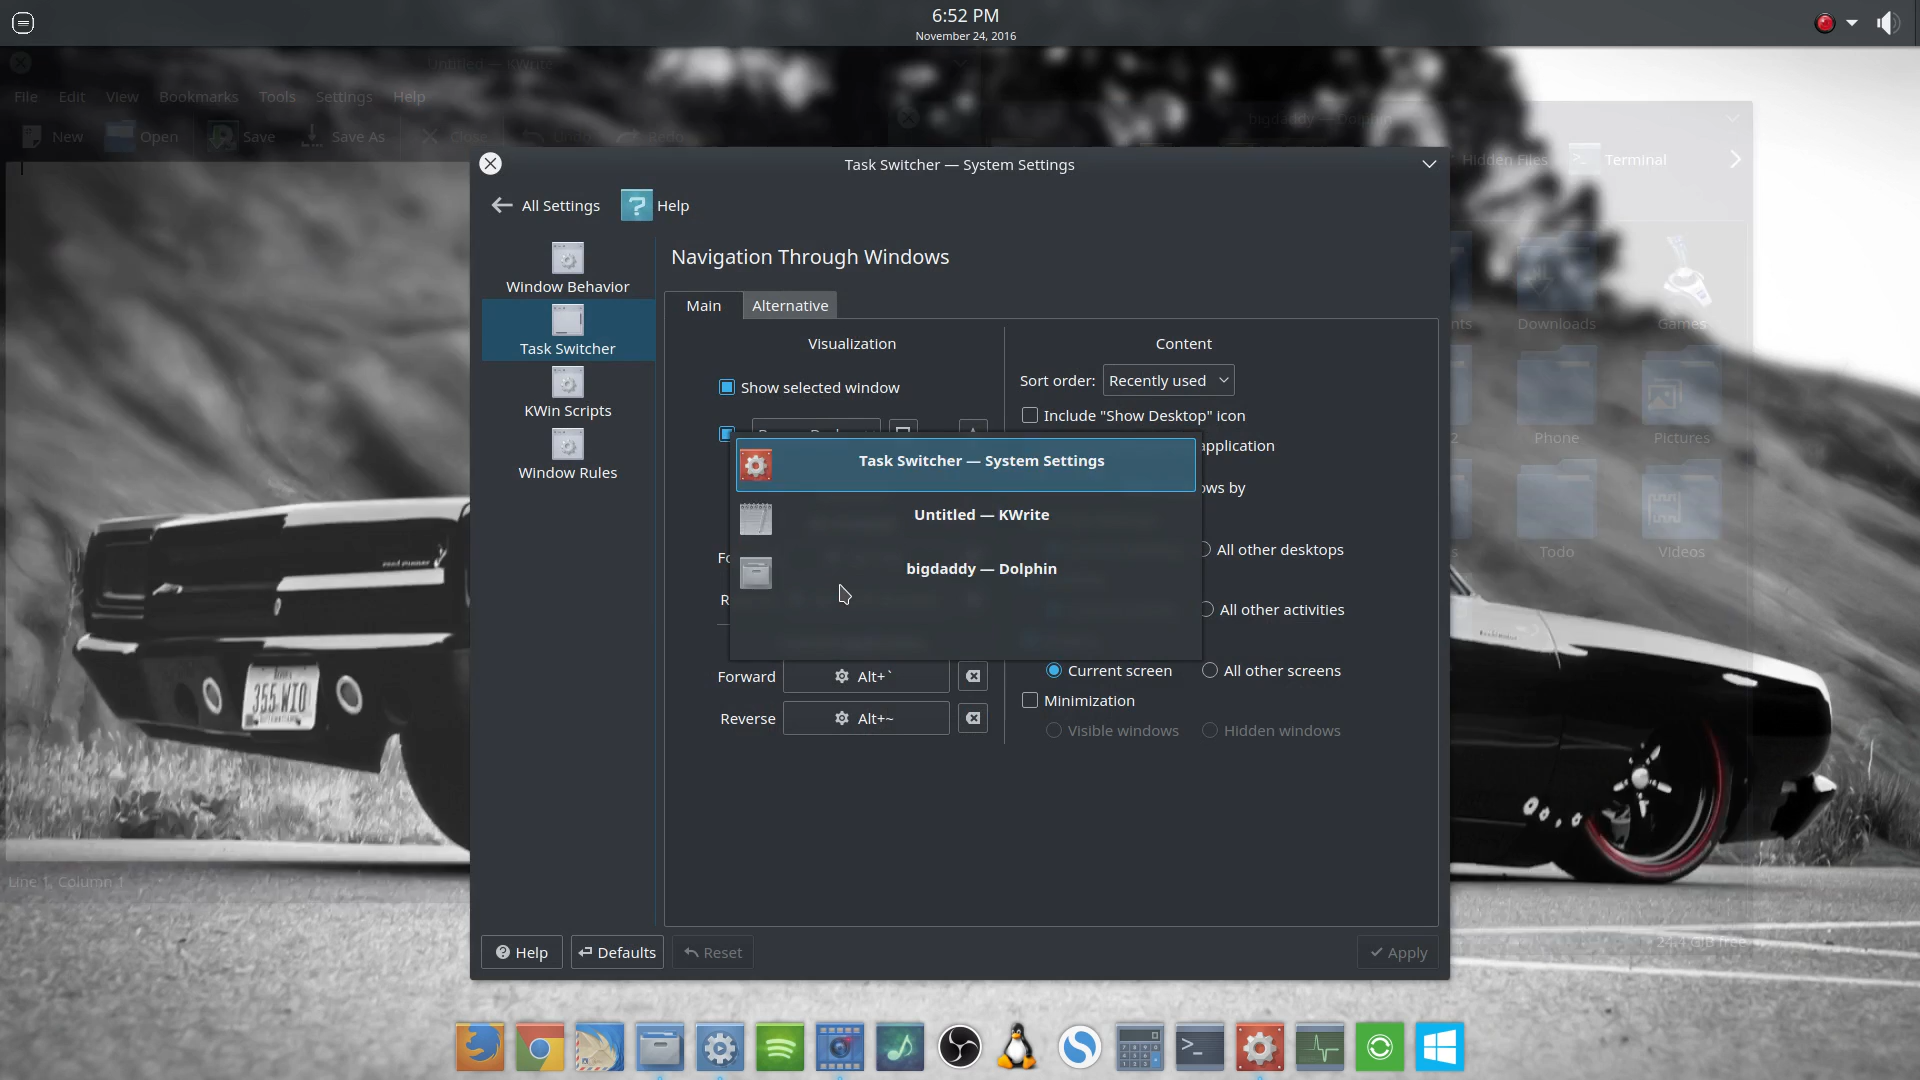 6:52 PM
November 24, 2016
Untitled — KWrite
File Edit View Bookmarks Tools Settings Help
New Open Save Save As Close Undo Redo
bigdaddy — Dolphin
Hidden Files Terminal
Task Switcher — System Settings
All Settings Help
Window Behavior
Task Switcher
KWin Scripts
Window Rules
Navigation Through Windows
Main Alternative
Visualization
Show selected window
Content
Sort order: Recently used
Include "Show Desktop" icon
Task Switcher — System Settings
Untitled — KWrite
bigdaddy — Dolphin
All other desktops
All other activities
Current screen All other screens
Minimization
Visible windows Hidden windows
Forward Alt+`
Reverse Alt+~
Help Defaults Reset Apply
Downloads Games
Phone Pictures
Todo Videos
355 WIO
Line 1, Column 1
24.4 GiB free